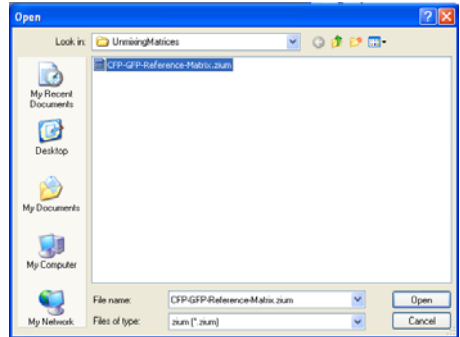 Open
Look in:
UnmixingMatrices
CFP-GFP-Reference-Matrix.zium
My Recent
Documents
Desktop
My Documents
My Computer
My Network
File name:
CFP-GFP-Reference-Matrix.zium
Open
Files of type:
zium (*.zium)
Cancel